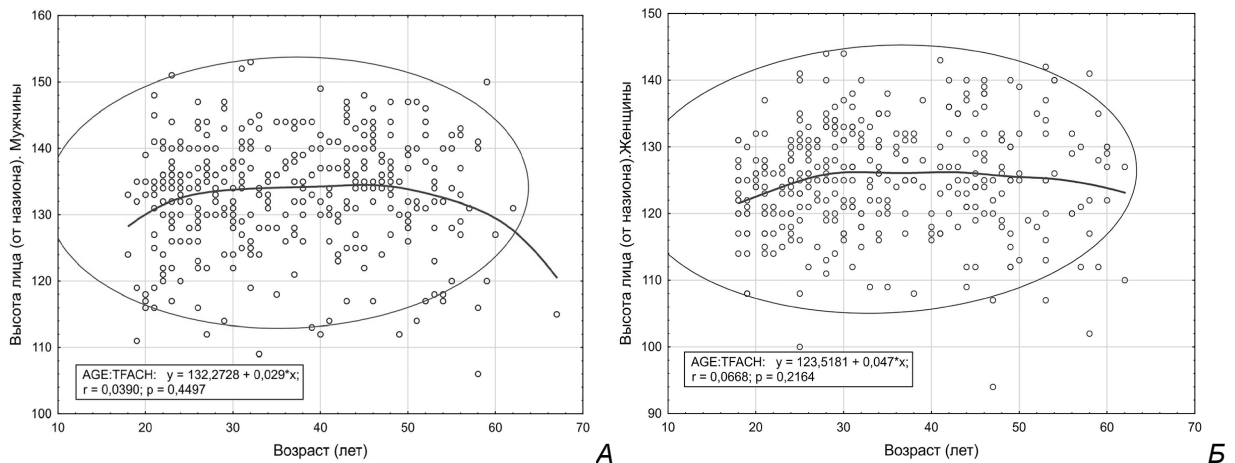 160
150
140
130
120
110
100
10
20
30
40
50
60
70
Высота лица (от назиона). Мужчины
Возраст (лет)
AGE:TFACH: y = 132,2728 + 0,029*x;
r = 0,0390; p = 0,4497
А
150
140
130
120
110
100
90
10
20
30
40
50
60
70
Высота лица (от назиона).Женщины
Возраст (лет)
AGE:TFACH: y = 123,5181 + 0,047*x;
r = 0,0668; p = 0,2164
Б